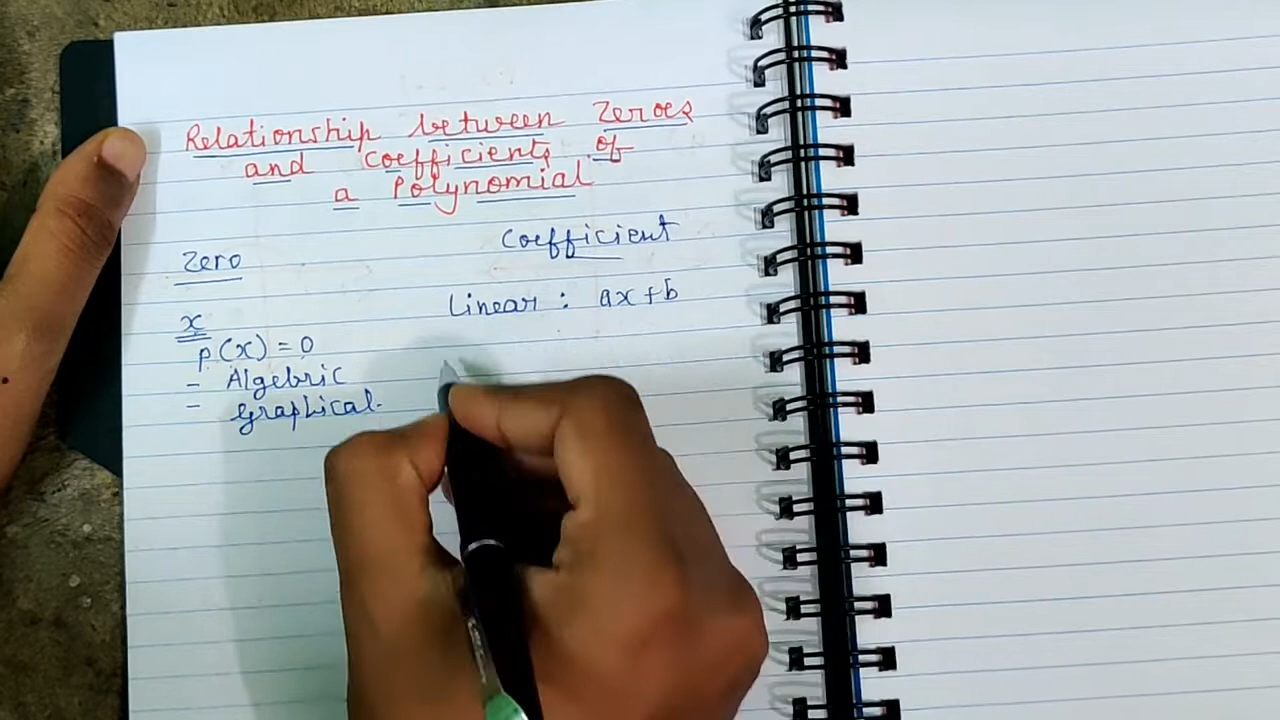 Relationship between Zeroes
and Coefficients of
a Polynomial
Zero
x
p(x) = 0
- Algebric
- Graphical.
Coefficient
Linear : ax+b